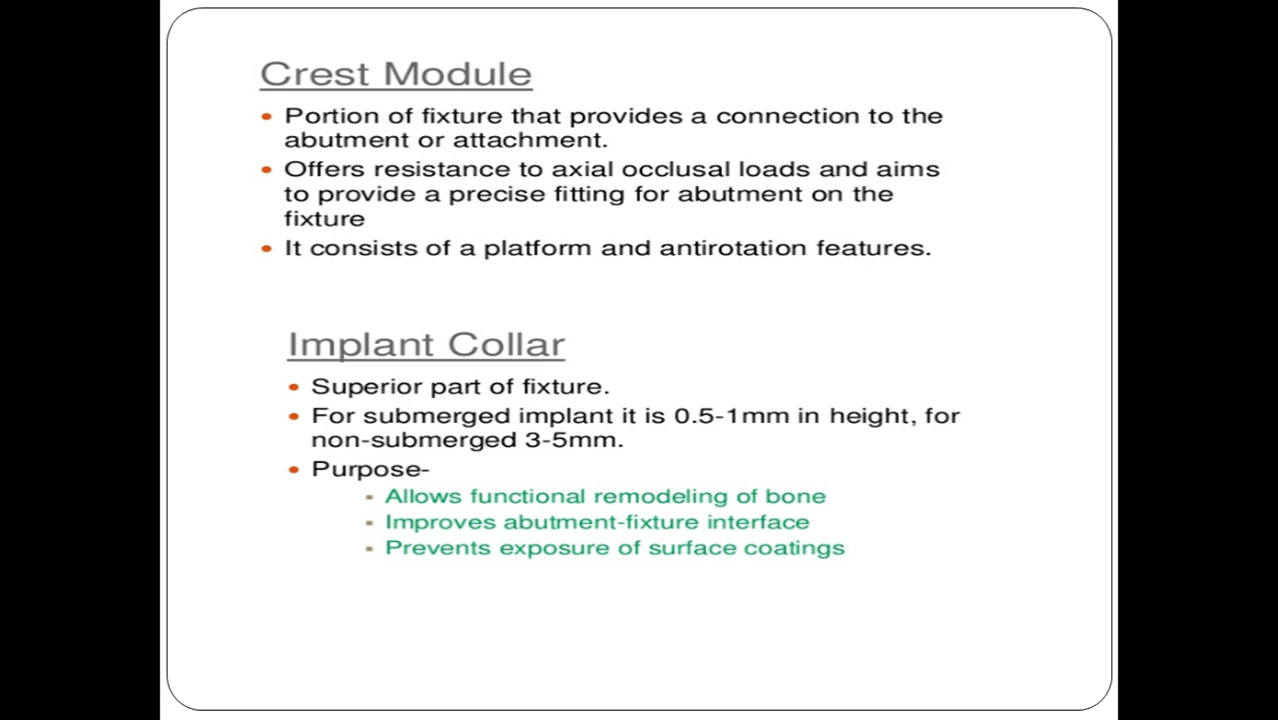 Crest Module
• Portion of fixture that provides a connection to the
abutment or attachment.
• Offers resistance to axial occlusal loads and aims
to provide a precise fitting for abutment on the
fixture
• It consists of a platform and antirotation features.
Implant Collar
• Superior part of fixture.
• For submerged implant it is 0.5-1mm in height, for
non-submerged 3-5mm.
• Purpose-
▪ Allows functional remodeling of bone
▪ Improves abutment-fixture interface
▪ Prevents exposure of surface coatings